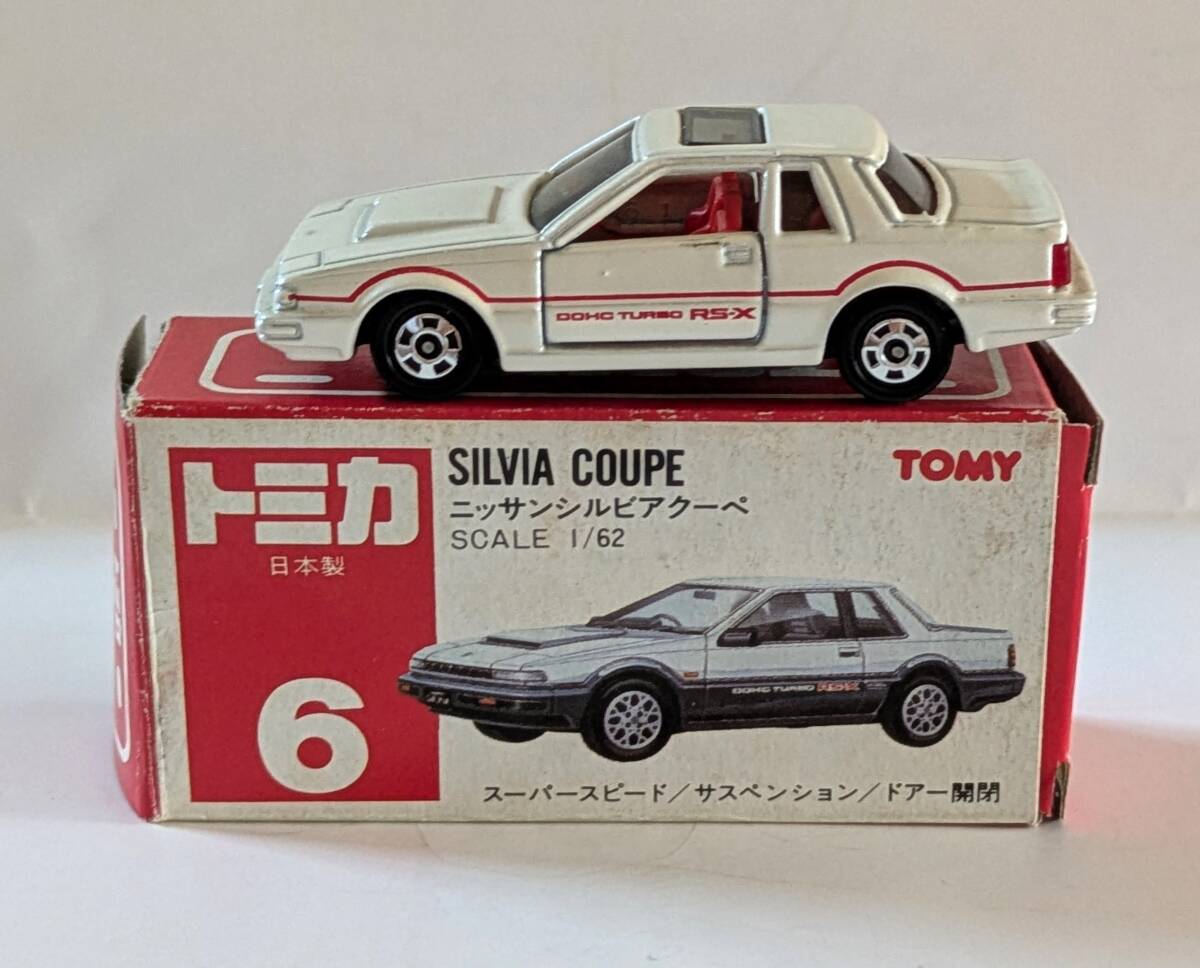 DOHC TURBO RS-X
トミカ
日本製
6
SILVIA COUPE
ニッサンシルビアクーペ
SCALE 1/62
TOMY
DOHC TURBO RS-X
スーパースピード/サスペンション/ドアー開閉